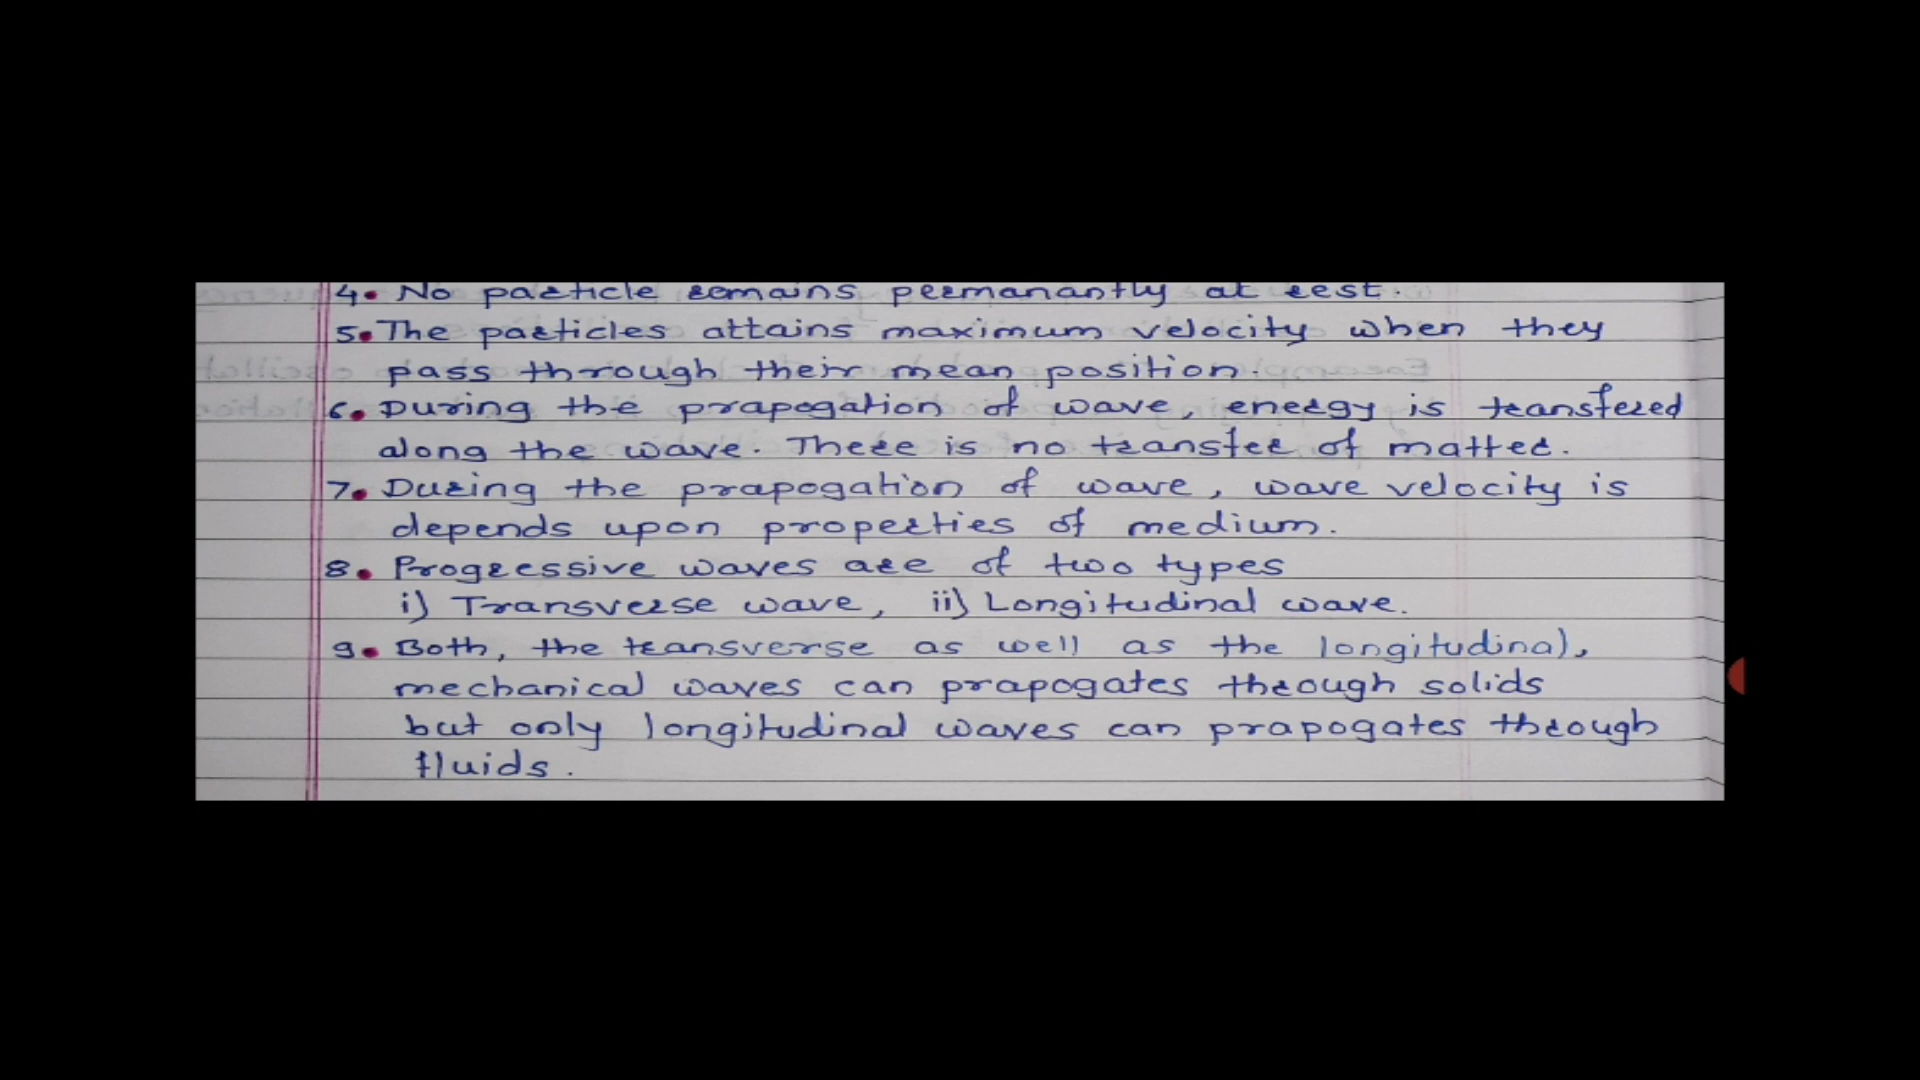 4. No particle remains permanantly at rest.
5. The particles attains maximum velocity when they
pass through their mean position.
6. During the prapogation of wave, energy is transfered
along the wave. There is no transfer of matter.
7. During the prapogation of wave, wave velocity is
depends upon properties of medium.
8. Progressive waves are of two types
i) Transverse wave, ii) Longitudinal wave.
9. Both, the transverse as well as the longitudinal,
mechanical waves can prapogates through solids
but only longitudinal waves can prapogates through
fluids.